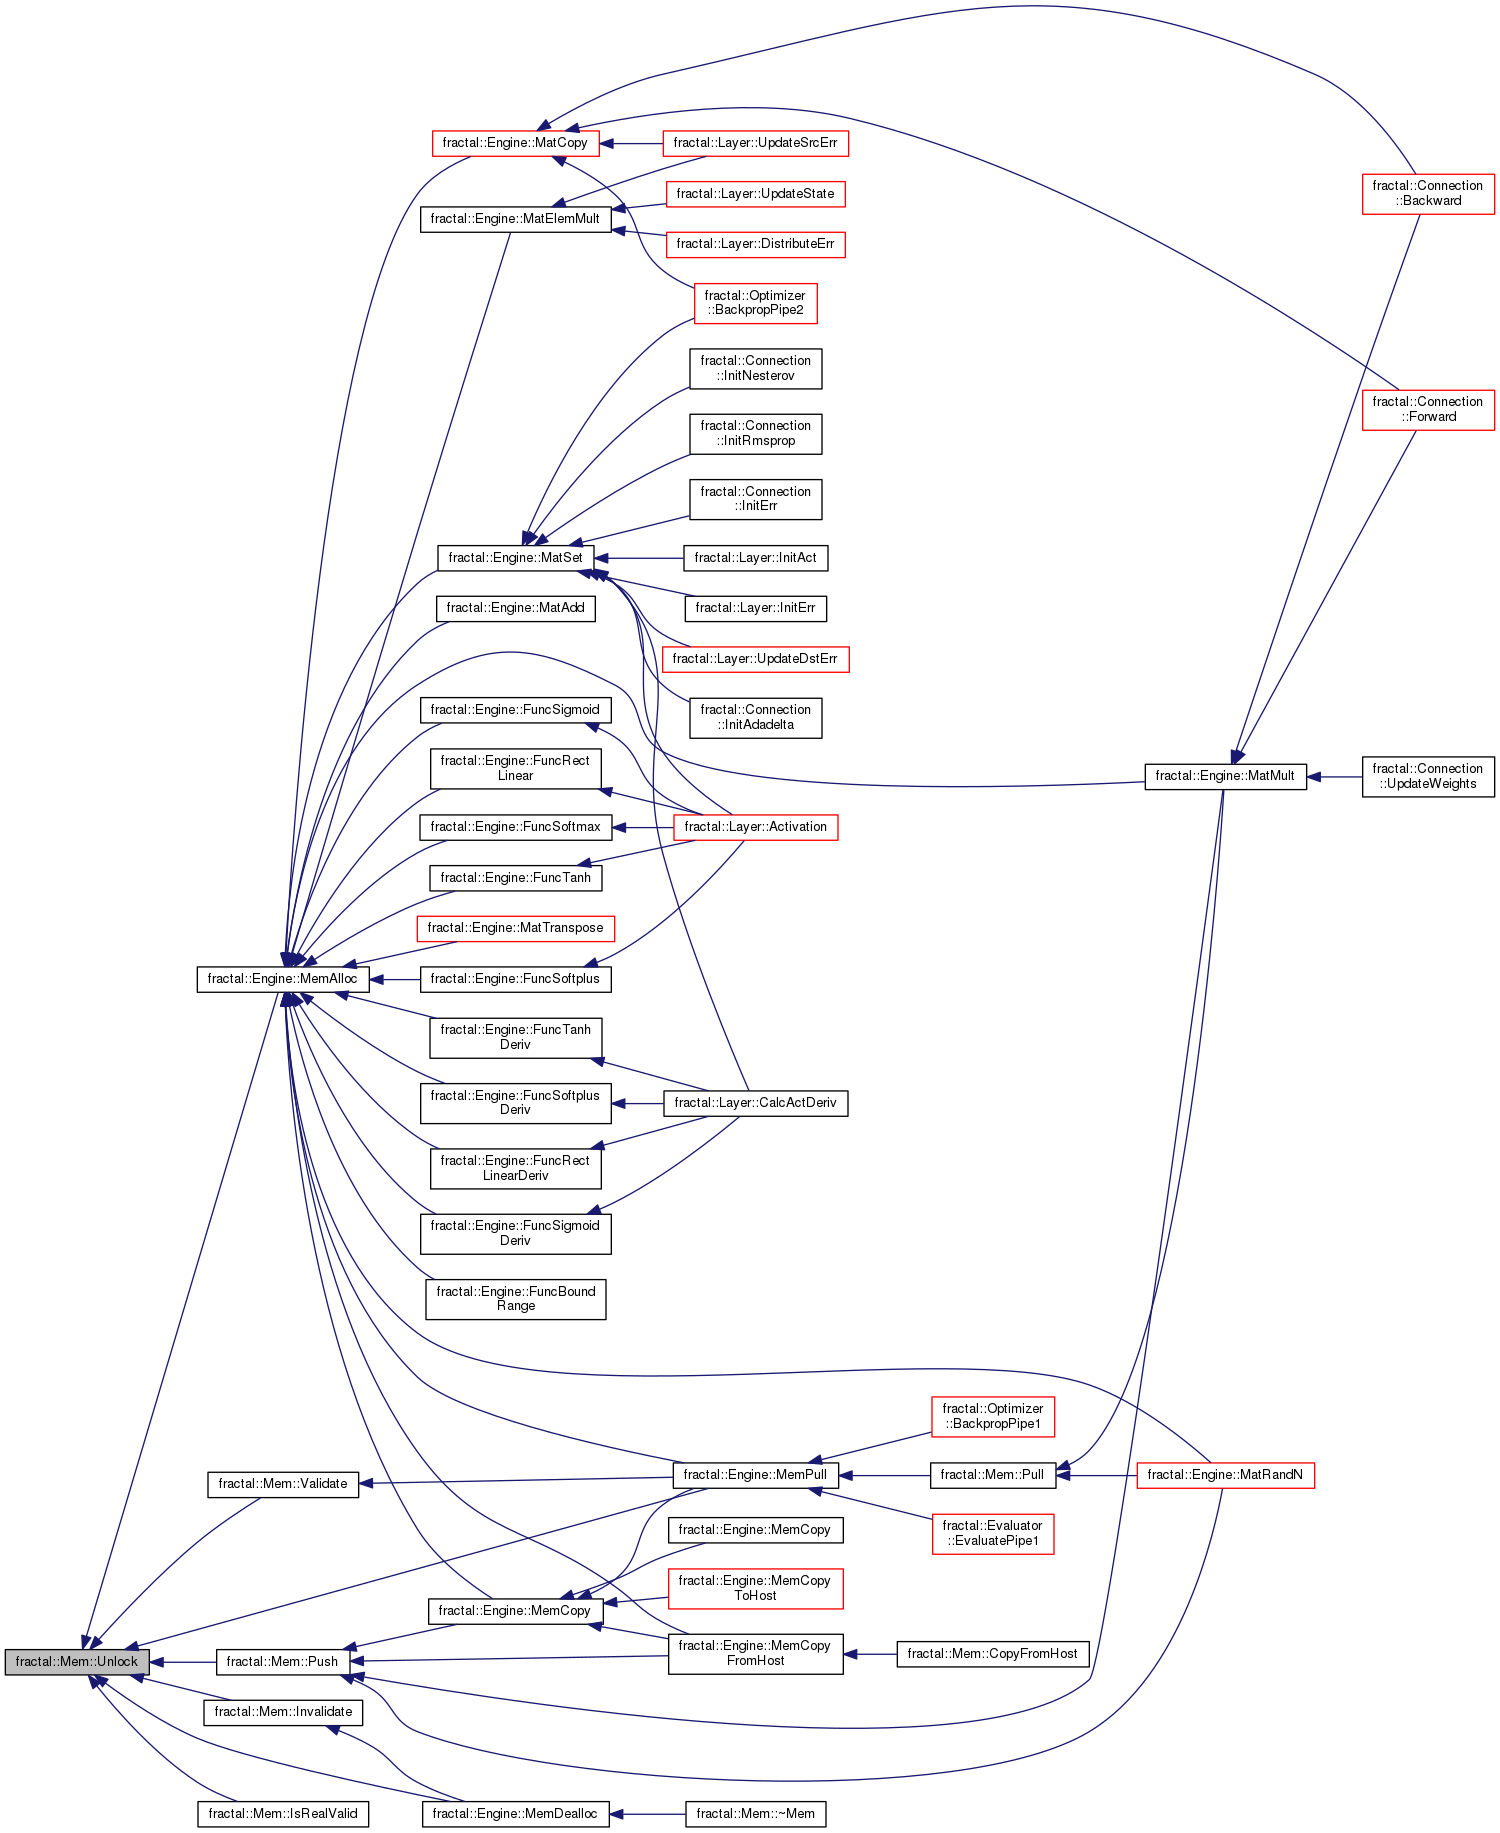 fractal::Engine::MatCopy
fractal::Layer::UpdateSrcErr
fractal::Layer::UpdateState
fractal::Connection
::Backward
fractal::Engine::MatElemMult
fractal::Layer::DistributeErr
fractal::Optimizer
::BackpropPipe2
fractal::Connection
::InitNesterov
fractal::Connection
::Forward
fractal::Connection
::InitRmsprop
fractal::Connection
::InitErr
fractal::Engine::MatSet
fractal::Layer::InitAct
fractal::Engine::MatAdd
fractal::Layer::InitErr
fractal::Layer::UpdateDstErr
fractal::Engine::FuncSigmoid
fractal::Connection
::InitAdadelta
fractal::Engine::FuncRect
Linear
fractal::Engine::MatMult
fractal::Connection
::UpdateWeights
fractal::Engine::FuncSoftmax
fractal::Layer::Activation
fractal::Engine::FuncTanh
fractal::Engine::MatTranspose
fractal::Engine::MemAlloc
fractal::Engine::FuncSoftplus
fractal::Engine::FuncTanh
Deriv
fractal::Engine::FuncSoftplus
Deriv
fractal::Layer::CalcActDeriv
fractal::Engine::FuncRect
LinearDeriv
fractal::Engine::FuncSigmoid
Deriv
fractal::Engine::FuncBound
Range
fractal::Optimizer
::BackpropPipe1
fractal::Mem::Validate
fractal::Engine::MemPull
fractal::Mem::Pull
fractal::Engine::MatRandN
fractal::Engine::MemCopy
fractal::Evaluator
::EvaluatePipe1
fractal::Engine::MemCopy
ToHost
fractal::Engine::MemCopy
fractal::Mem::Unlock
fractal::Mem::Push
fractal::Engine::MemCopy
FromHost
fractal::Mem::CopyFromHost
fractal::Mem::Invalidate
fractal::Mem::IsRealValid
fractal::Engine::MemDealloc
fractal::Mem::~Mem